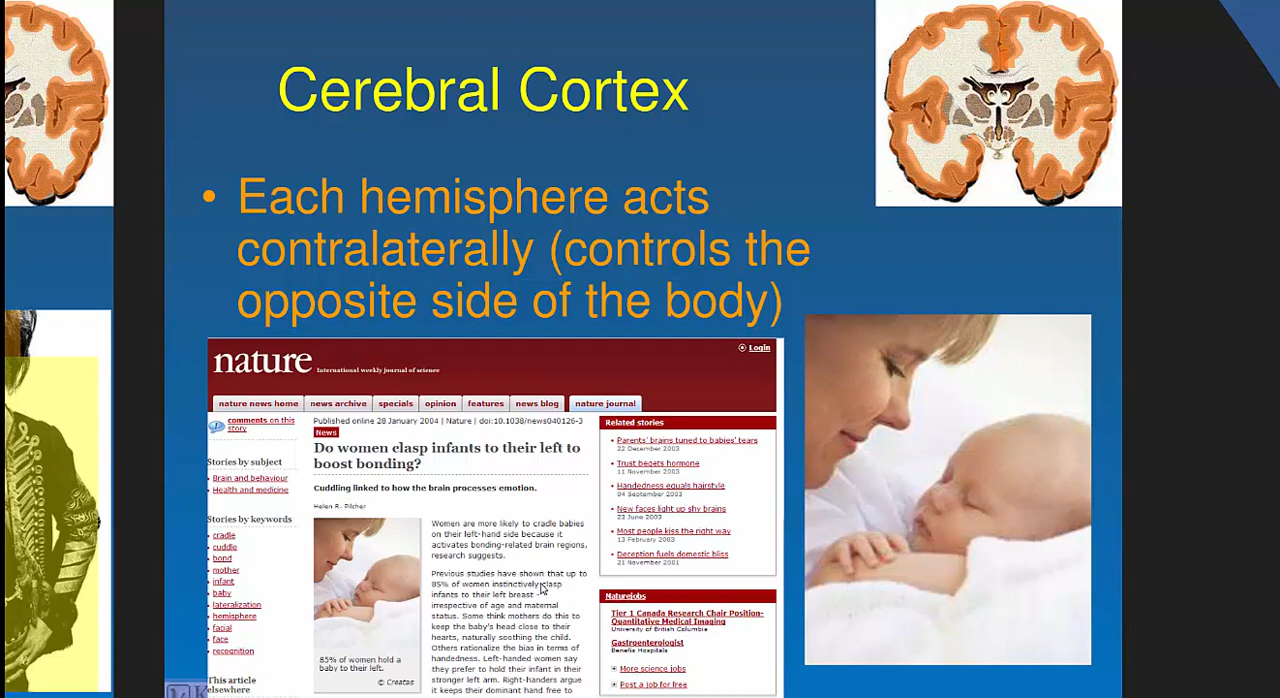 Cerebral Cortex
• Each hemisphere acts
contralaterally (controls the
opposite side of the body)
nature International weekly journal of science
Login
nature news home
news archive
specials
opinion
features
news blog
nature journal
comments on this
story
Stories by subject
Brain and behaviour
Health and medicine
Stories by keywords
cradle
cuddle
bond
mother
infant
baby
lateralization
hemisphere
facial
face
recognition
This article
elsewhere
Published online 28 January 2004 | Nature | doi:10.1038/news040126-3
News
Do women clasp infants to their left to
boost bonding?
Cuddling linked to how the brain processes emotion.
Helen R. Pilcher
85% of women hold a
baby to their left.
© Creatas
Women are more likely to cradle babies
on their left-hand side because it
activates bonding-related brain regions,
research suggests.
Previous studies have shown that up to
85% of women instinctively clasp
infants to their left breast -
irrespective of age and maternal
status. Some think mothers do this to
keep the baby's head close to their
hearts, naturally soothing the child.
Others rationalize the bias in terms of
handedness. Left-handed women say
they prefer to hold their infant in their
stronger left arm. Right-handers argue
it keeps their dominant hand free to
Related stories
Parents' brains tuned to babies' tears
22 December 2003
Trust begets hormone
11 November 2003
Handedness equals hairstyle
04 September 2003
New faces light up shy brains
23 June 2003
Most people kiss the right way
13 February 2003
Deception fuels domestic bliss
21 November 2001
Naturejobs
Tier 1 Canada Research Chair Position-
Quantitative Medical Imaging
University of British Columbia
Gastroenterologist
Benefis Hospitals
More science jobs
Post a job for free